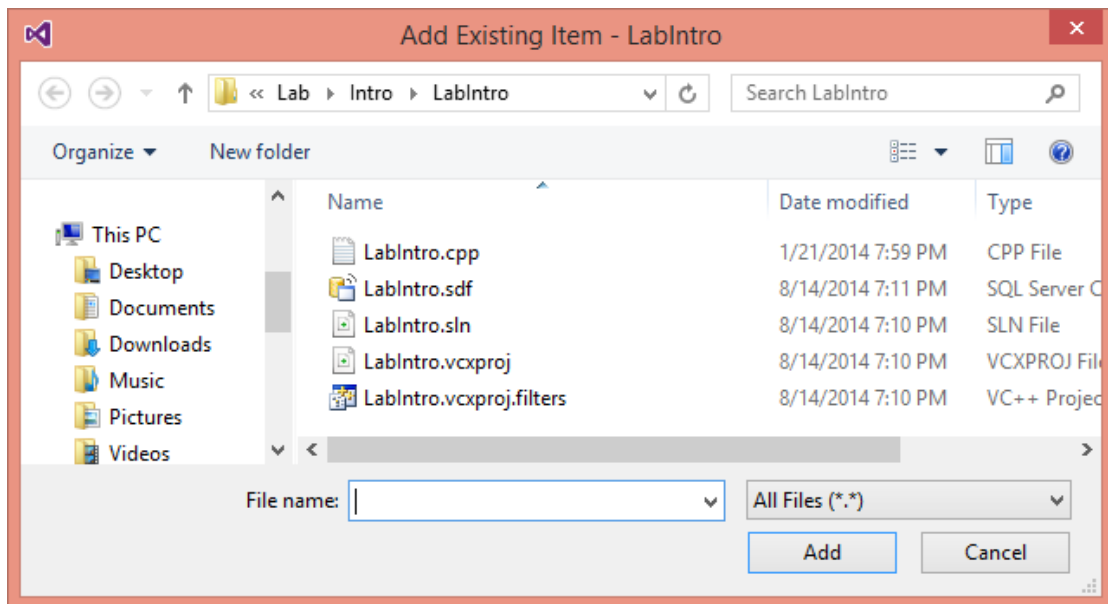 Add Existing Item - LabIntro
« Lab Intro LabIntro
Search LabIntro
Organize New folder
Name Date modified Type
This PC
Desktop
Documents
Downloads
Music
Pictures
Videos
LabIntro.cpp 1/21/2014 7:59 PM CPP File
LabIntro.sdf 8/14/2014 7:11 PM SQL Server C
LabIntro.sln 8/14/2014 7:10 PM SLN File
LabIntro.vcxproj 8/14/2014 7:10 PM VCXPROJ File
LabIntro.vcxproj.filters 8/14/2014 7:10 PM VC++ Projec
File name: All Files (*.*)
Add Cancel